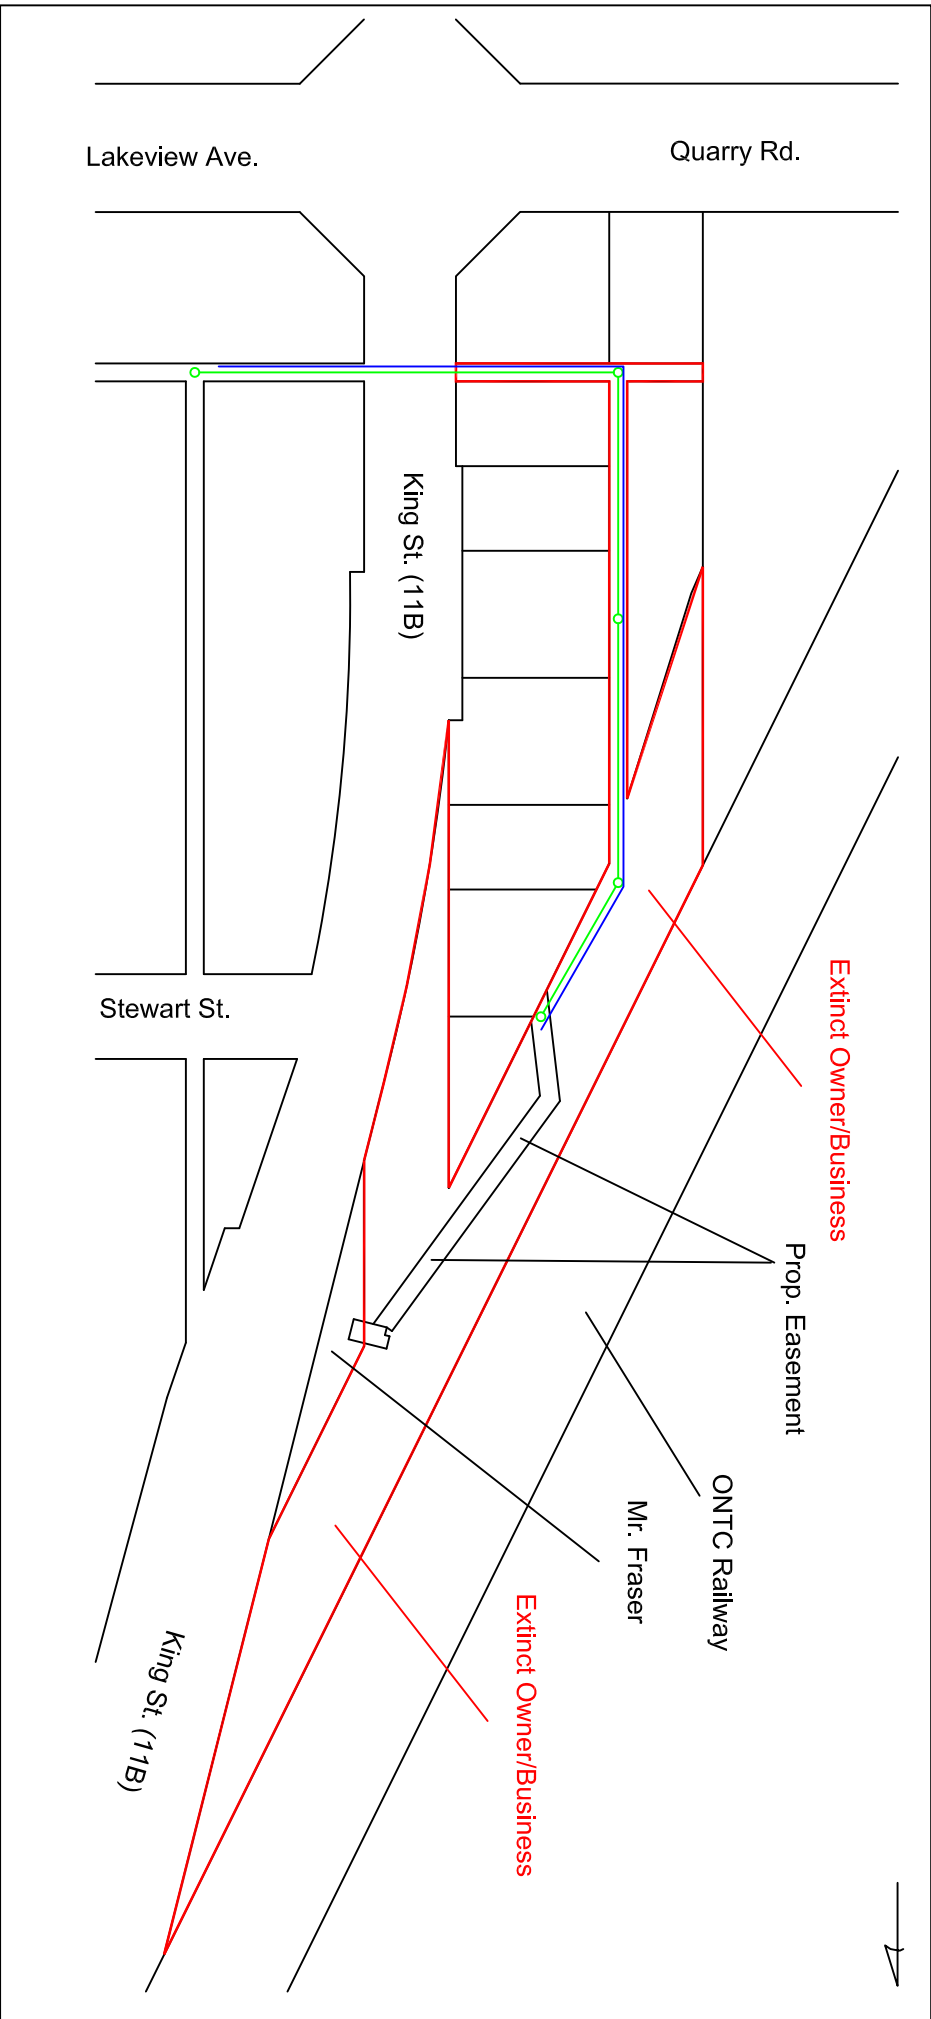 Lakeview Ave.
Quarry Rd.
King St. (11B)
Stewart St.
Extinct Owner/Business
Prop. Easement
ONTC Railway
Mr. Fraser
Extinct Owner/Business
King St. (11B)